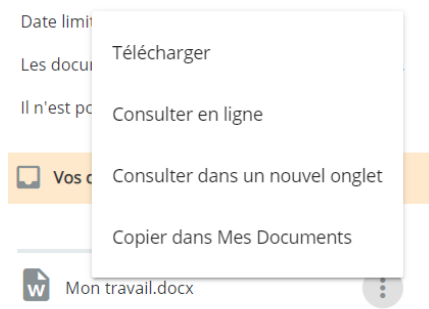 Date limit
Télécharger
Les docu
Consulter en ligne
Il n'est po
Vos
Consulter dans un nouvel onglet
Copier dans Mes Documents
W Mon travail.docx